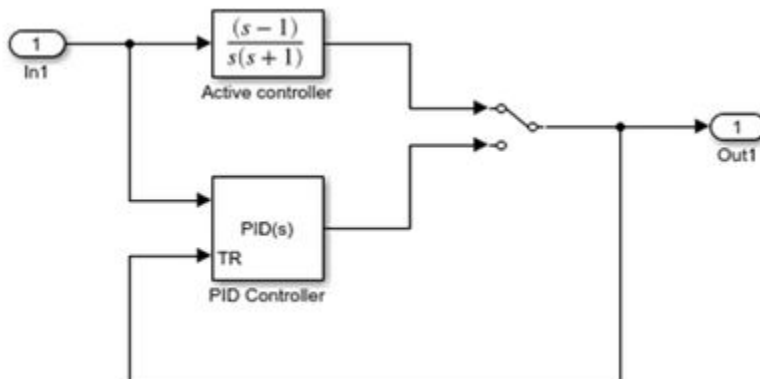 1
In1
(s − 1)
s(s + 1)
Active controller
1
Out1
PID(s)
TR
PID Controller